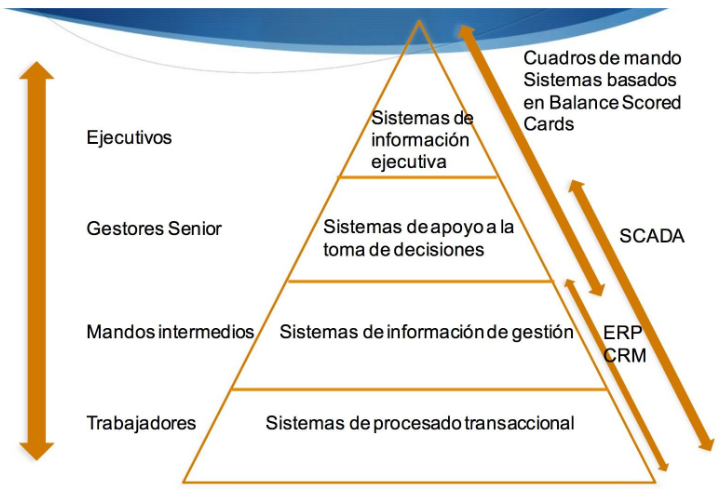 Cuadros de mando
Sistemas basados
en Balance Scored
Cards
Ejecutivos
Sistemas de
información
ejecutiva
Gestores Senior
Sistemas de apoyo a la
toma de decisiones
SCADA
Mandos intermedios
Sistemas de información de gestión
ERP
CRM
Trabajadores
Sistemas de procesado transaccional